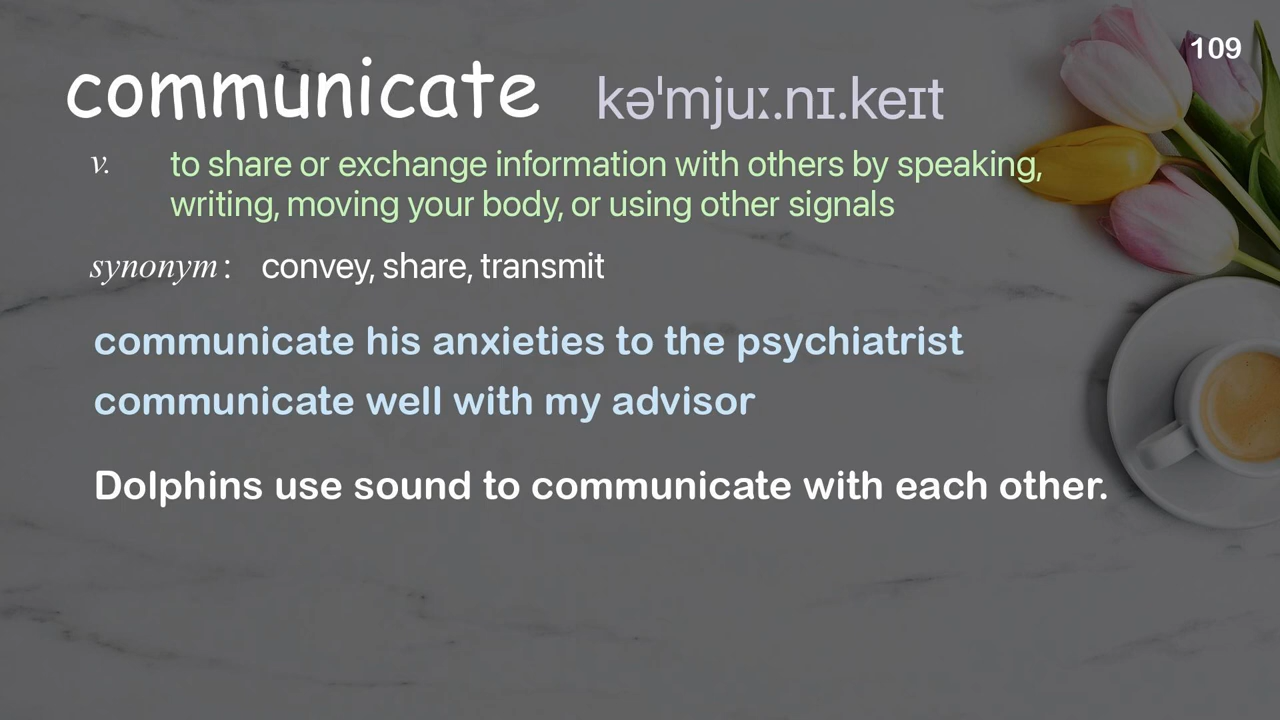 109
communicate kəˈmjuː.nɪ.keɪt
v. to share or exchange information with others by speaking,
writing, moving your body, or using other signals
synonym: convey, share, transmit
communicate his anxieties to the psychiatrist
communicate well with my advisor
Dolphins use sound to communicate with each other.